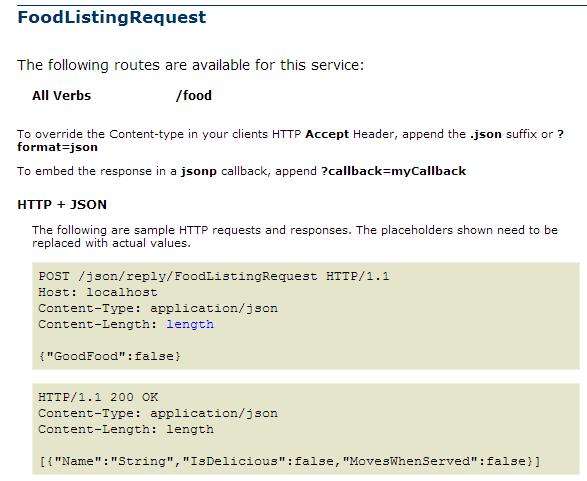 FoodListingRequest
The following routes are available for this service:
All Verbs /food
To override the Content-type in your clients HTTP Accept Header, append the .json suffix or ?
format=json
To embed the response in a jsonp callback, append ?callback=myCallback
HTTP + JSON
The following are sample HTTP requests and responses. The placeholders shown need to be
replaced with actual values.
POST /json/reply/FoodListingRequest HTTP/1.1
Host: localhost
Content-Type: application/json
Content-Length: length
{"GoodFood":false}
HTTP/1.1 200 OK
Content-Type: application/json
Content-Length: length
[{"Name":"String","IsDelicious":false,"MovesWhenServed":false}]